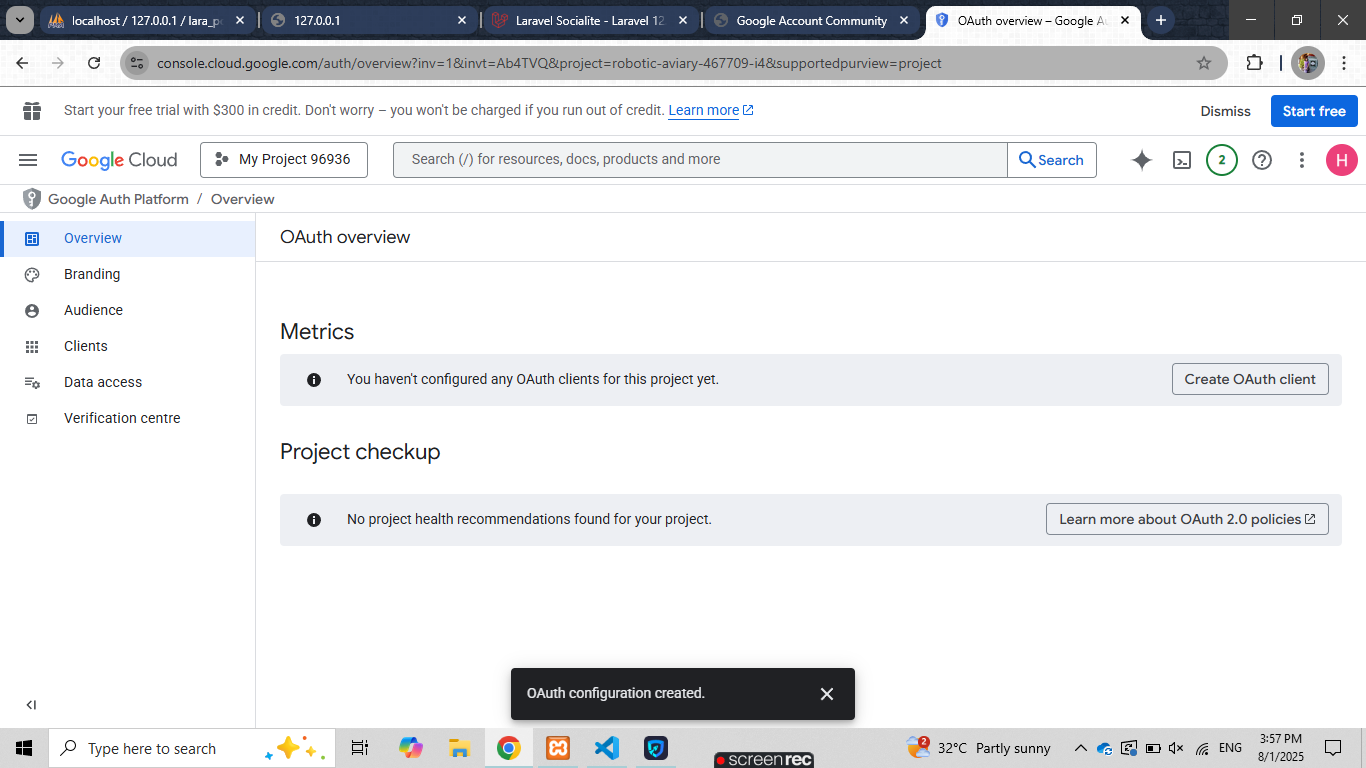 localhost / 127.0.0.1 / lara_p
127.0.0.1
Laravel Socialite - Laravel 12.
Google Account Community
OAuth overview – Google Au
console.cloud.google.com/auth/overview?inv=1&invt=Ab4TVQ&project=robotic-aviary-467709-i4&supportedpurview=project
Start your free trial with $300 in credit. Don't worry – you won't be charged if you run out of credit. Learn more
Dismiss
Start free
Google Cloud
My Project 96936
Search (/) for resources, docs, products and more
Search
2
H
Google Auth Platform / Overview
Overview
OAuth overview
Branding
Audience
Clients
Data access
Verification centre
Metrics
You haven't configured any OAuth clients for this project yet.
Create OAuth client
Project checkup
No project health recommendations found for your project.
Learn more about OAuth 2.0 policies
OAuth configuration created.
Type here to search
2
32°C Partly sunny
ENG
3:57 PM
8/1/2025
screenrec